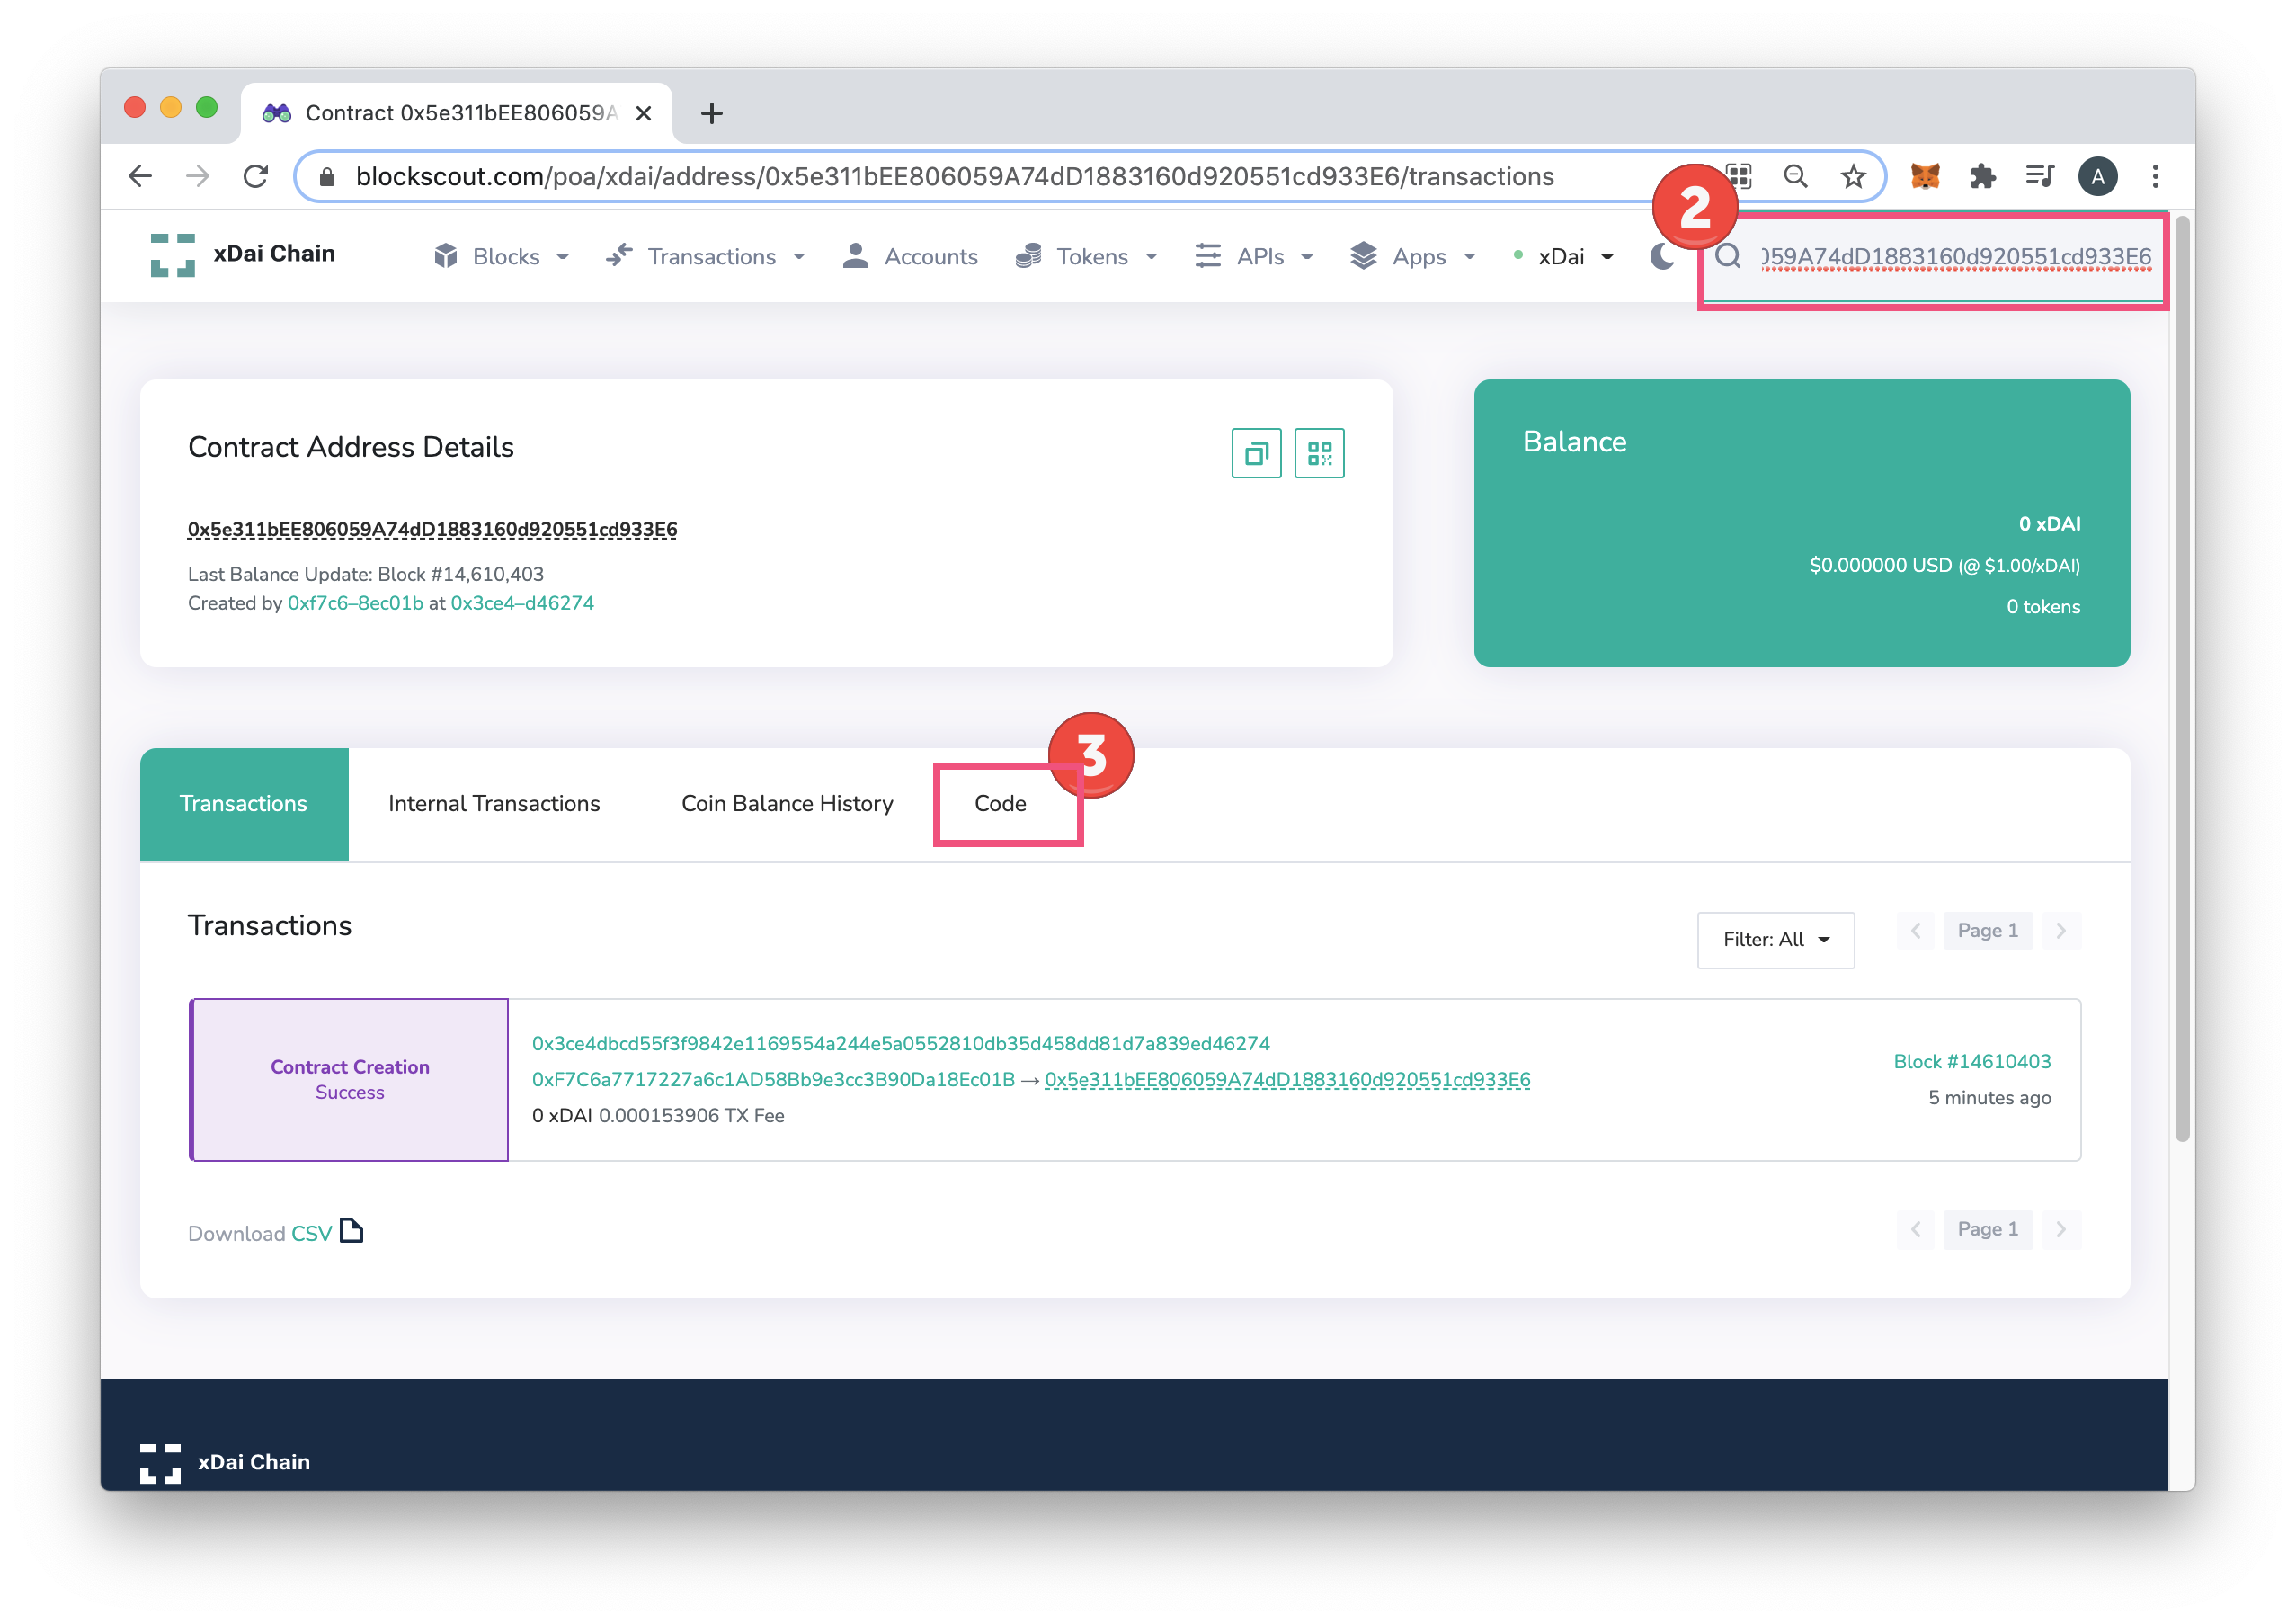 Contract 0x5e311bEE806059A
blockscout.com/poa/xdai/address/0x5e311bEE806059A74dD1883160d920551cd933E6/transactions
A
2
xDai Chain
Blocks
Transactions
Accounts
Tokens
APIs
Apps
xDai
059A74dD1883160d920551cd933E6
Contract Address Details
0x5e311bEE806059A74dD1883160d920551cd933E6
Last Balance Update: Block #14,610,403
Created by 0xf7c6–8ec01b at 0x3ce4–d46274
Balance
0 xDAI
$0.000000 USD (@ $1.00/xDAI)
0 tokens
3
Transactions
Internal Transactions
Coin Balance History
Code
Transactions
Filter: All
Page 1
Contract Creation
Success
0x3ce4dbcd55f3f9842e1169554a244e5a0552810db35d458dd81d7a839ed46274
0xF7C6a7717227a6c1AD58Bb9e3cc3B90Da18Ec01B → 0x5e311bEE806059A74dD1883160d920551cd933E6
0 xDAI 0.000153906 TX Fee
Block #14610403
5 minutes ago
Download CSV
Page 1
xDai Chain